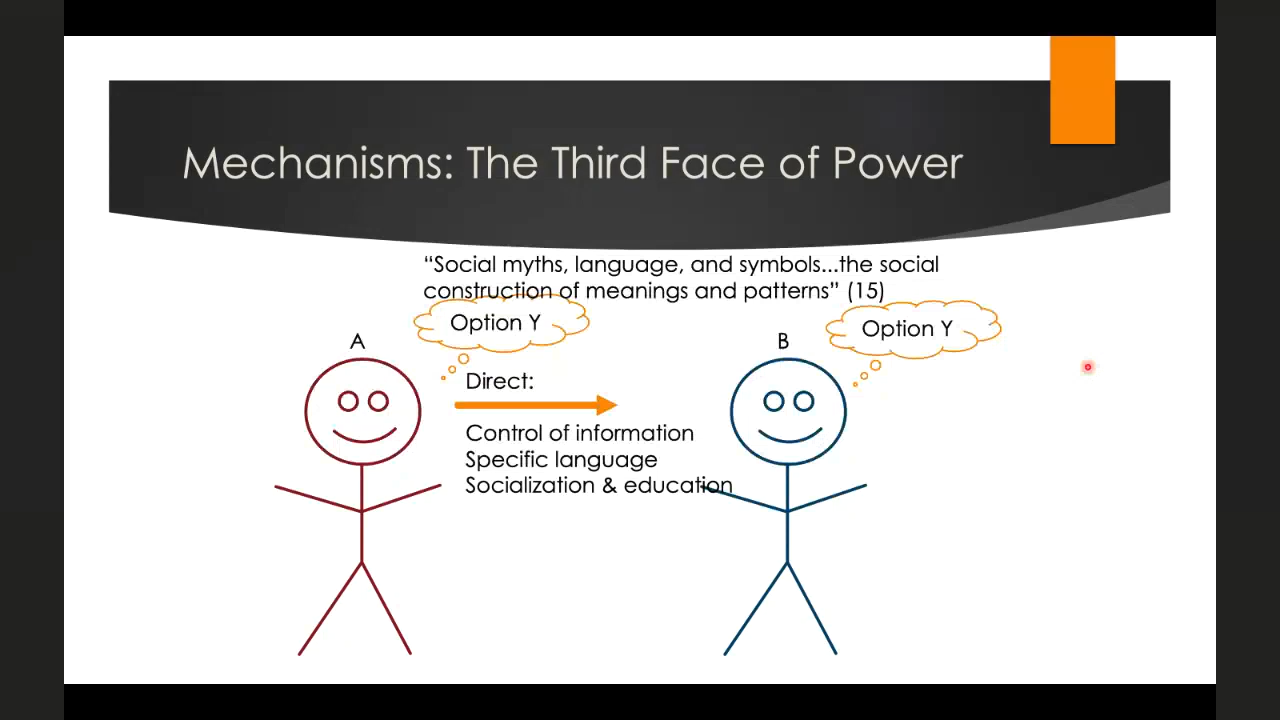 Mechanisms: The Third Face of Power
“Social myths, language, and symbols...the social
construction of meanings and patterns” (15)
Option Y
Option Y
A
B
Direct:
Control of information
Specific language
Socialization & education